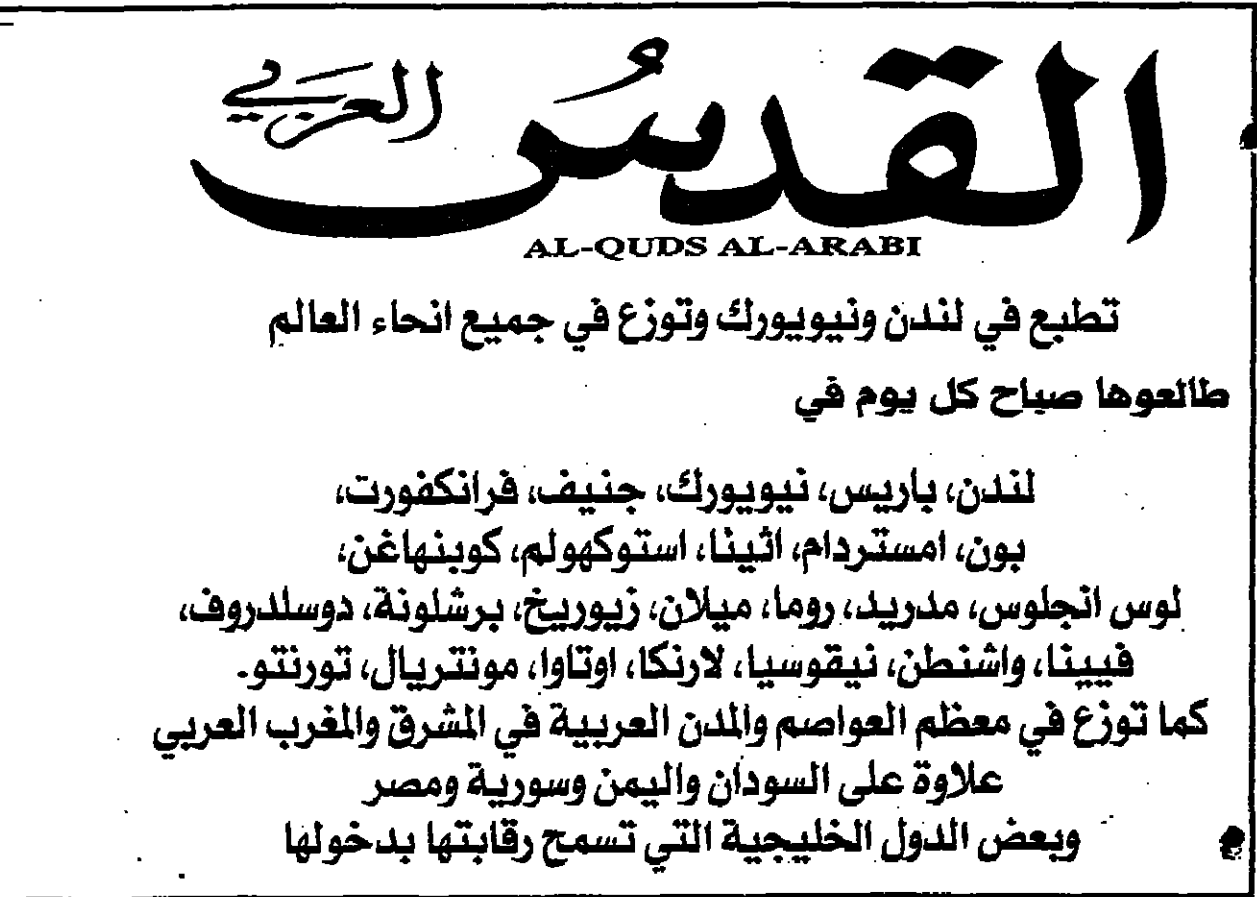 القدسُ العربي
AL-QUDS AL-ARABI
تطبع في لندن ونيويورك وتوزع في جميع انحاء العالم
طالعوها صباح كل يوم في
لندن، باريس، نيويورك، جنيف، فرانكفورت،
بون، امستردام، اثينا، استوكهولم، كوبنهاغن،
لوس انجلوس، مدريد، روما، ميلان، زيوريخ، برشلونة، دوسلدروف،
فيينا، واشنطن، نيقوسيا، لارنكا، اوتاوا، مونتريال، تورنتو.
كما توزع في معظم العواصم والمدن العربية في المشرق والمغرب العربي
علاوة على السودان واليمن وسورية ومصر
وبعض الدول الخليجية التي تسمح رقابتها بدخولها